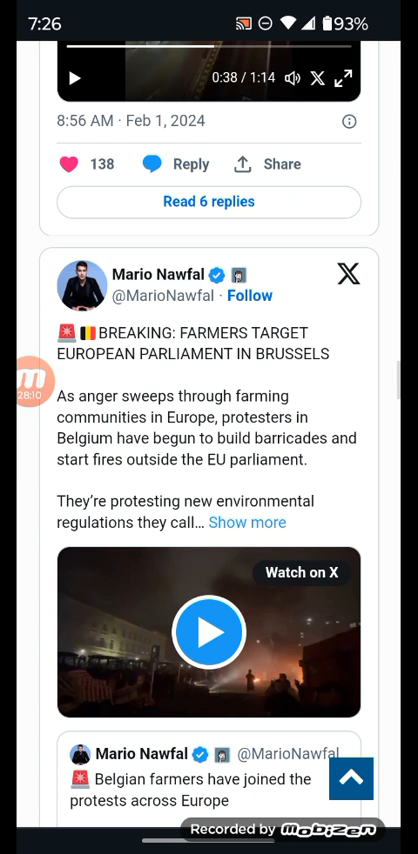 7:26
93%
0:38 / 1:14
8:56 AM · Feb 1, 2024
138 Reply Share
Read 6 replies
Mario Nawfal
@MarioNawfal · Follow
🚨🇧🇪BREAKING: FARMERS TARGET
EUROPEAN PARLIAMENT IN BRUSSELS
As anger sweeps through farming
communities in Europe, protesters in
Belgium have begun to build barricades and
start fires outside the EU parliament.
They’re protesting new environmental
regulations they call… Show more
28:10
Watch on X
Mario Nawfal @MarioNawfal
🚨 Belgian farmers have joined the
protests across Europe
Recorded by mobizen